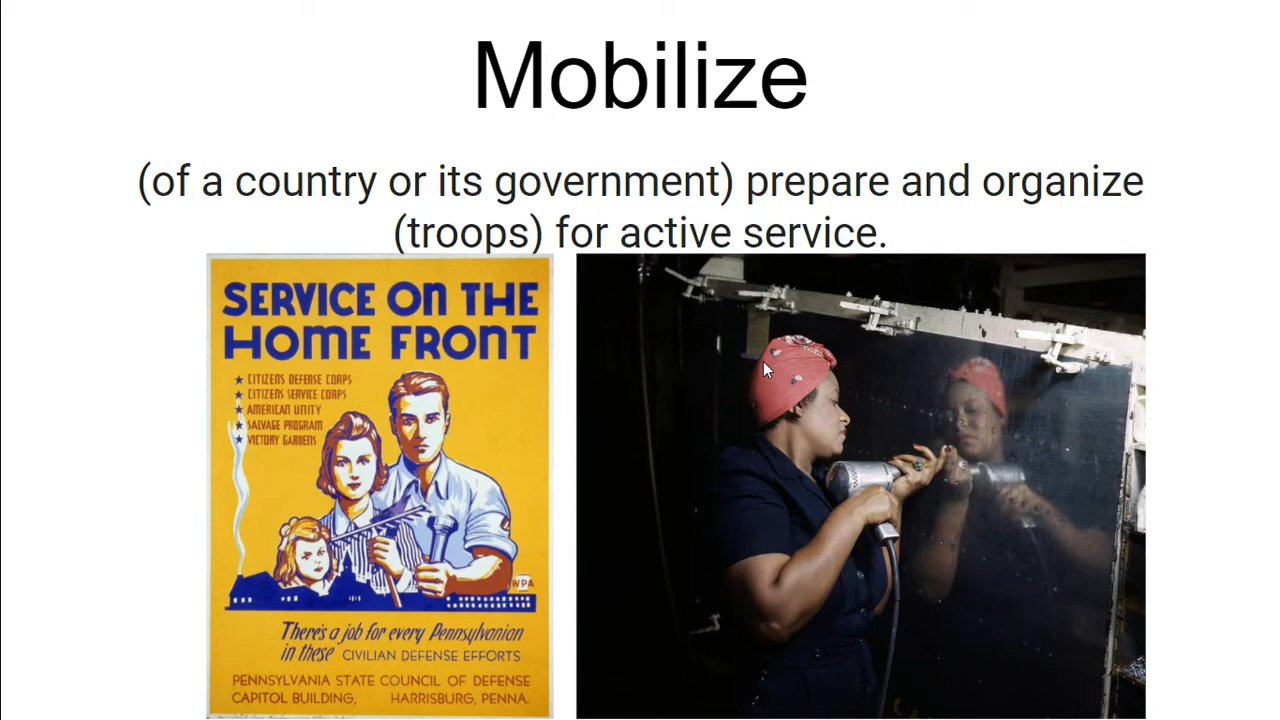 Mobilize
(of a country or its government) prepare and organize
(troops) for active service.
SERVICE ON THE
HOME FRONT
★ CITIZENS DEFENSE CORPS
★ CITIZENS SERVICE CORPS
★ AMERICAN UNITY
★ SALVAGE PROGRAM
★ VICTORY GARDENS
WPA
There's a job for every Pennsylvanian
in these CIVILIAN DEFENSE EFFORTS
PENNSYLVANIA STATE COUNCIL OF DEFENSE
CAPITOL BUILDING, HARRISBURG, PENNA.